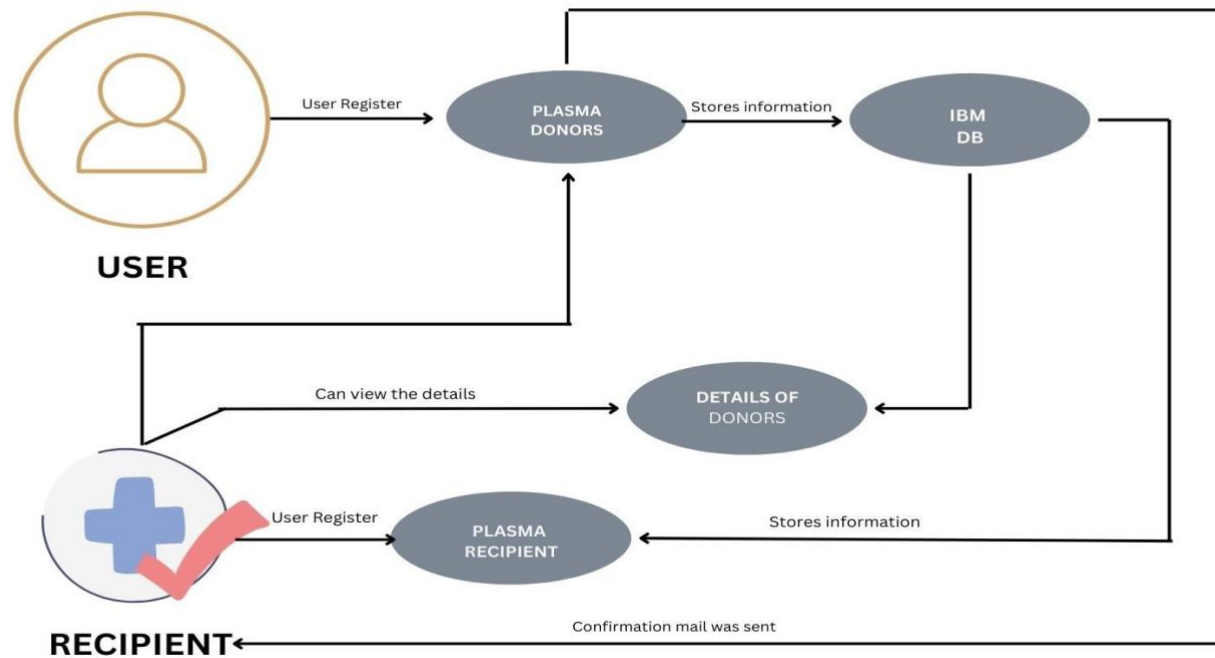 User Register
PLASMA
DONORS
Stores information
IBM
DB
USER
Can view the details
DETAILS OF
DONORS
User Register
PLASMA
RECIPIENT
Stores information
RECIPIENT
Confirmation mail was sent